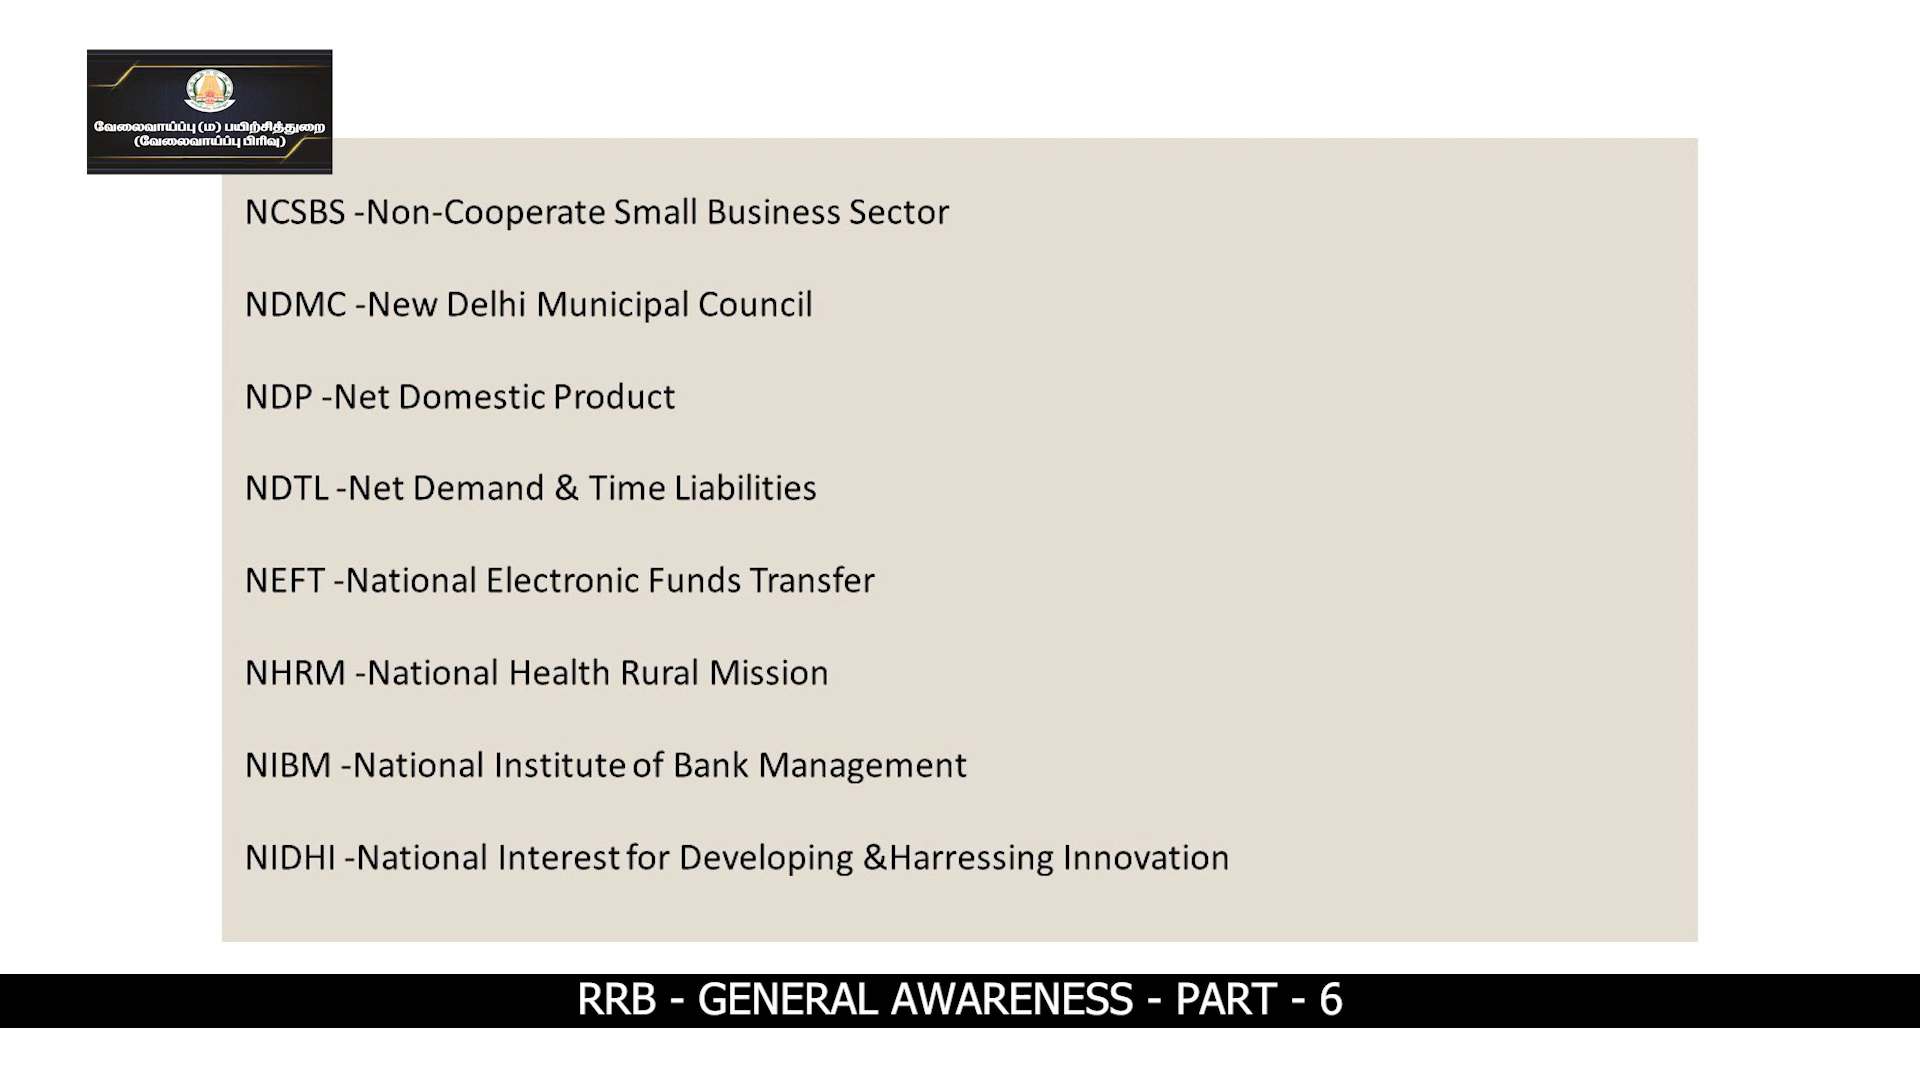 வேலைவாய்ப்பு (ம) பயிற்சித்துறை
(வேலைவாய்ப்பு பிரிவு)
NCSBS -Non-Cooperate Small Business Sector
NDMC -New Delhi Municipal Council
NDP -Net Domestic Product
NDTL -Net Demand & Time Liabilities
NEFT -National Electronic Funds Transfer
NHRM -National Health Rural Mission
NIBM -National Institute of Bank Management
NIDHI -National Interest for Developing &Harressing Innovation
RRB - GENERAL AWARENESS - PART - 6